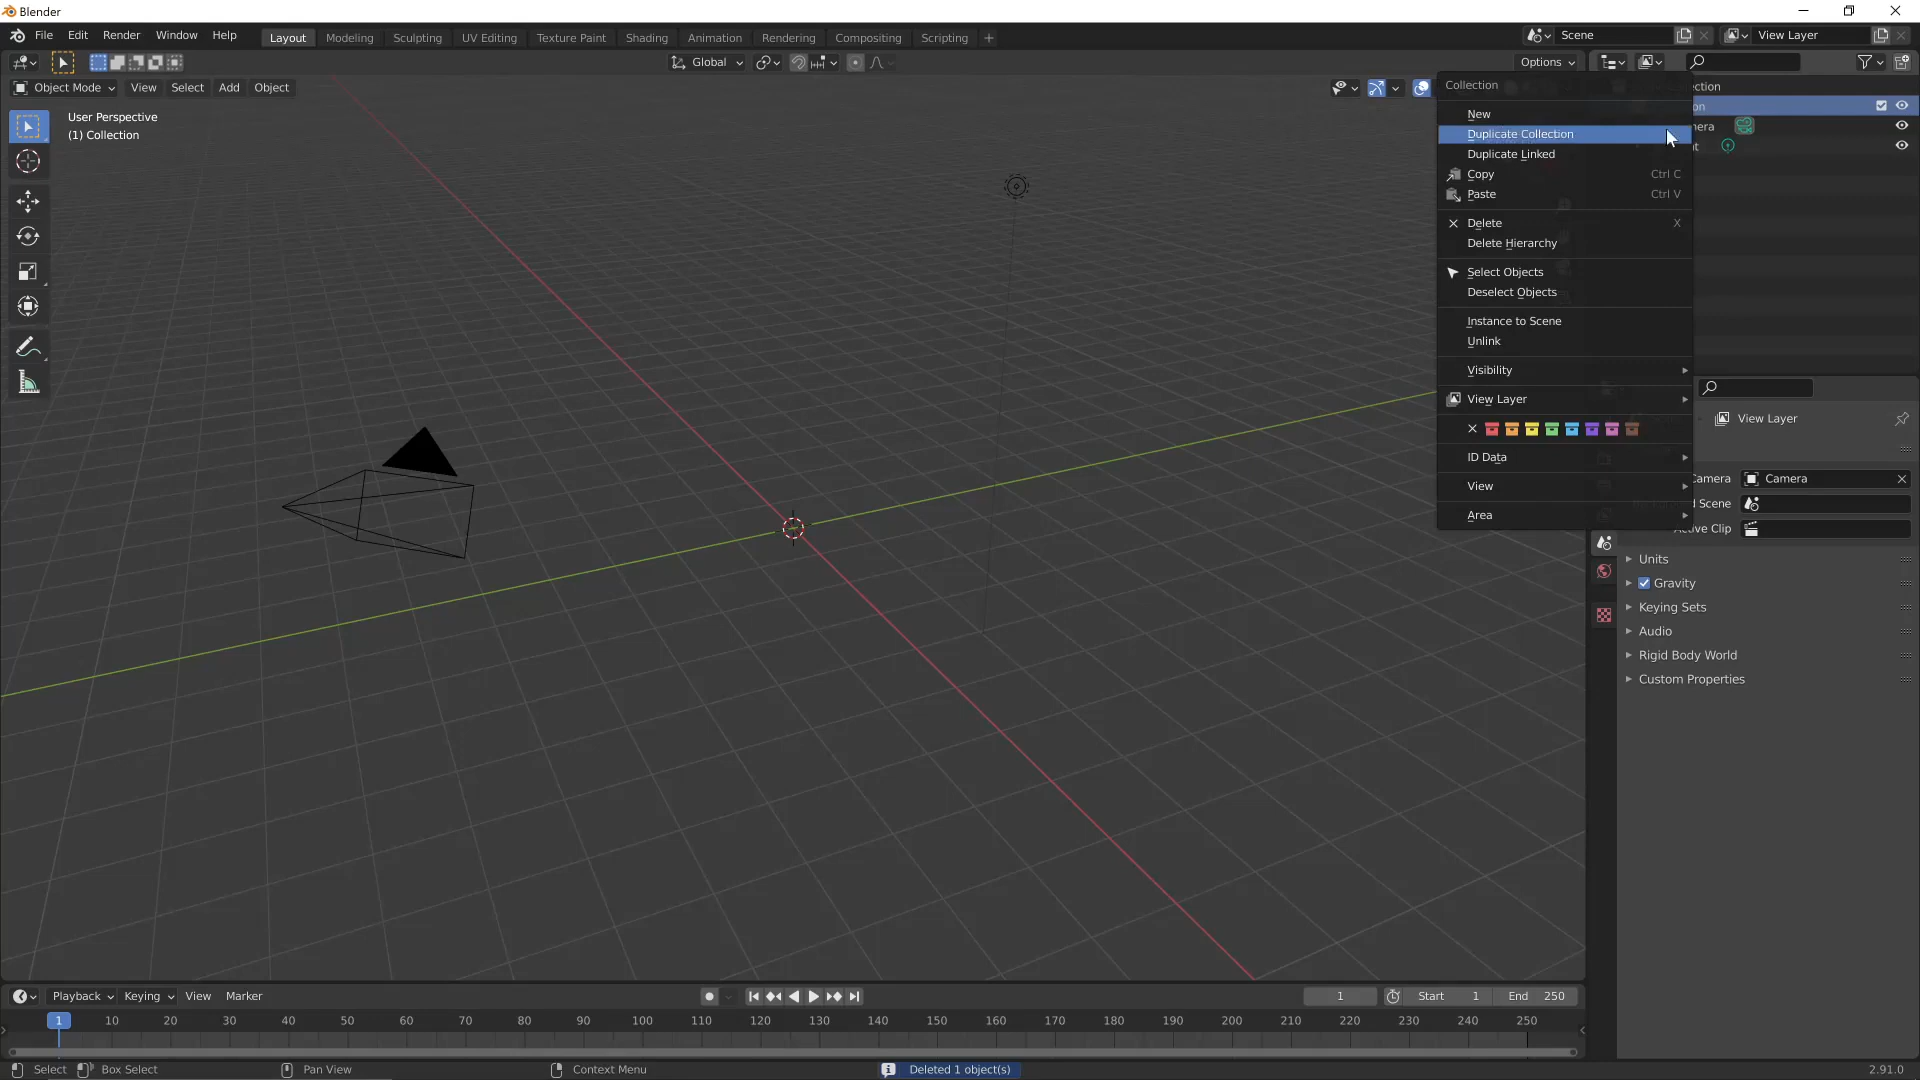 Blender
File Edit Render Window Help Layout Modeling Sculpting UV Editing Texture Paint Shading Animation Rendering Compositing Scripting + Scene View Layer
Global Options
Object Mode View Select Add Object
User Perspective
(1) Collection
Collection
New
Duplicate Collection
Duplicate Linked
Copy Ctrl C
Paste Ctrl V
Delete X
Delete Hierarchy
Select Objects
Deselect Objects
Instance to Scene
Unlink
Visibility
View Layer
ID Data
View
Area
ection
on
nera
nt
View Layer
amera Camera
d Scene
Active Clip
Units
Gravity
Keying Sets
Audio
Rigid Body World
Custom Properties
Playback Keying View Marker 1 Start 1 End 250
1 10 20 30 40 50 60 70 80 90 100 110 120 130 140 150 160 170 180 190 200 210 220 230 240 250
Select Box Select Pan View Context Menu Deleted 1 object(s) 2.91.0